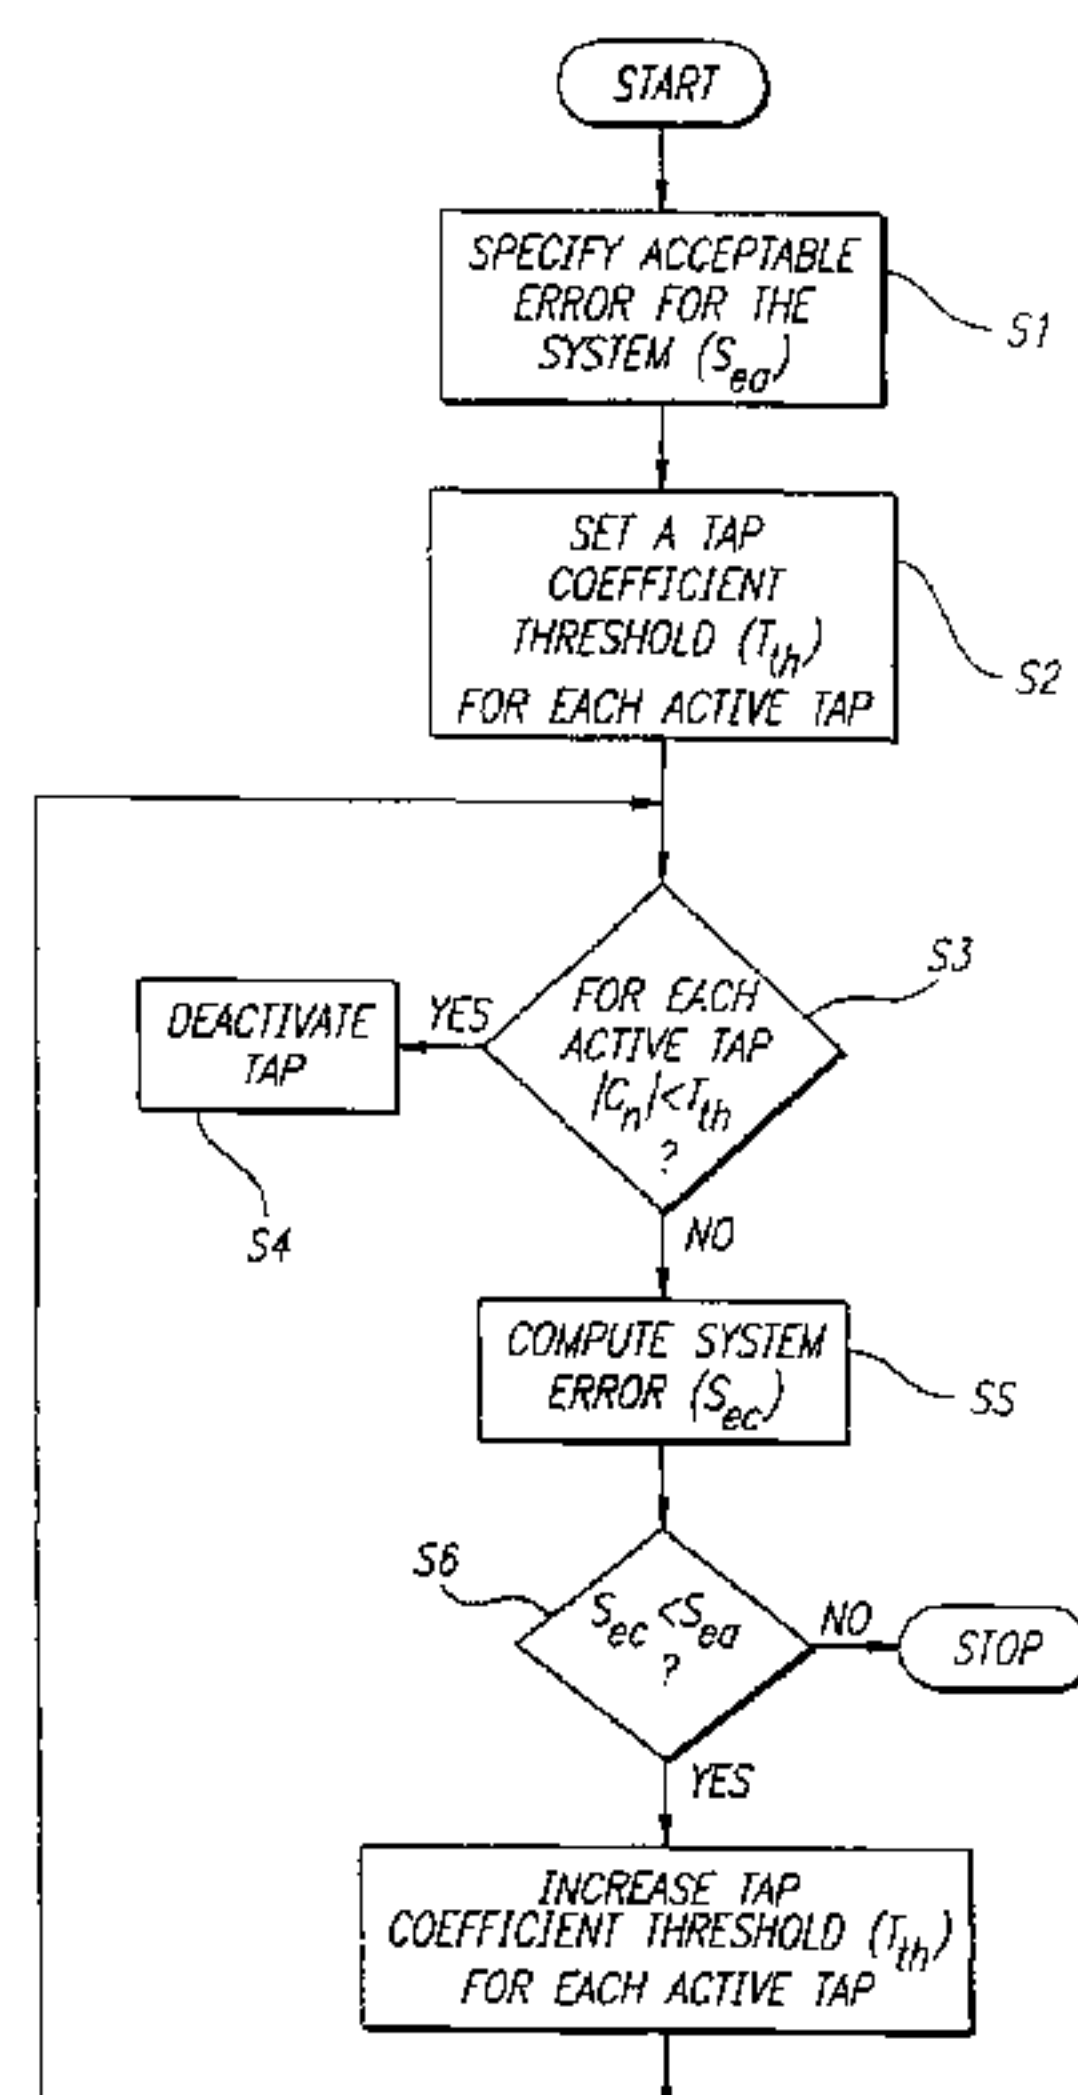 START
SPECIFY ACCEPTABLE
ERROR FOR THE
SYSTEM (Sea)
S1
SET A TAP
COEFFICIENT
THRESHOLD (Tth)
FOR EACH ACTIVE TAP
S2
S3
FOR EACH
ACTIVE TAP
|Cn|<Tth
?
YES
DEACTIVATE
TAP
S4
NO
COMPUTE SYSTEM
ERROR (Sec)
S5
S6
Sec <Sea
?
NO
STOP
YES
INCREASE TAP
COEFFICIENT THRESHOLD (Tth)
FOR EACH ACTIVE TAP